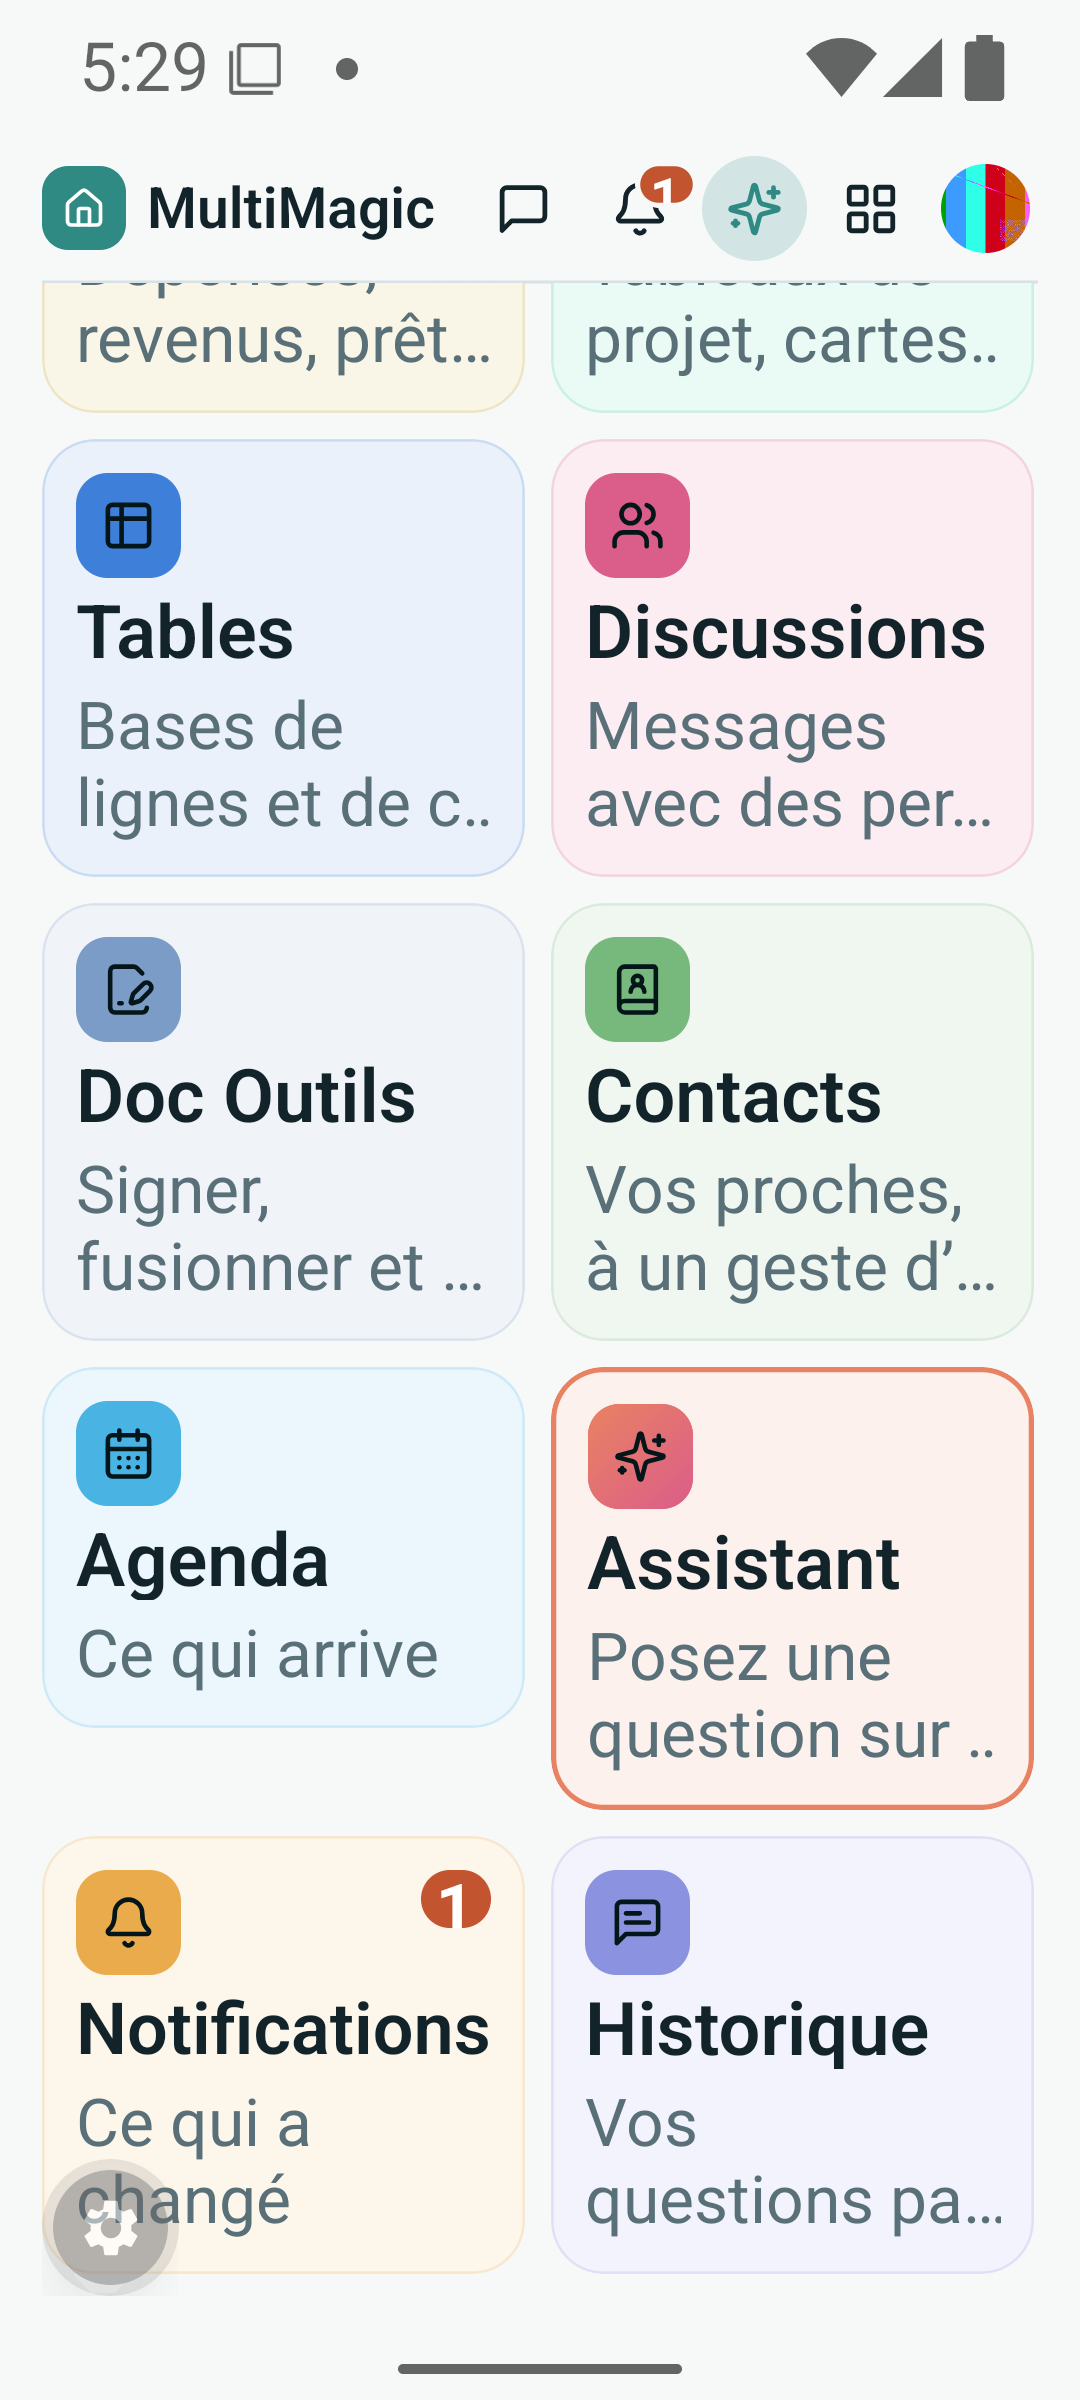 5:29
MultiMagic
1
revenus, prêt…
projet, cartes…
Tables
Bases de
lignes et de c…
Discussions
Messages
avec des per…
Doc Outils
Signer,
fusionner et …
Contacts
Vos proches,
à un geste d’…
Agenda
Ce qui arrive
Assistant
Posez une
question sur …
1
Notifications
Ce qui a
changé
Historique
Vos
questions pa…